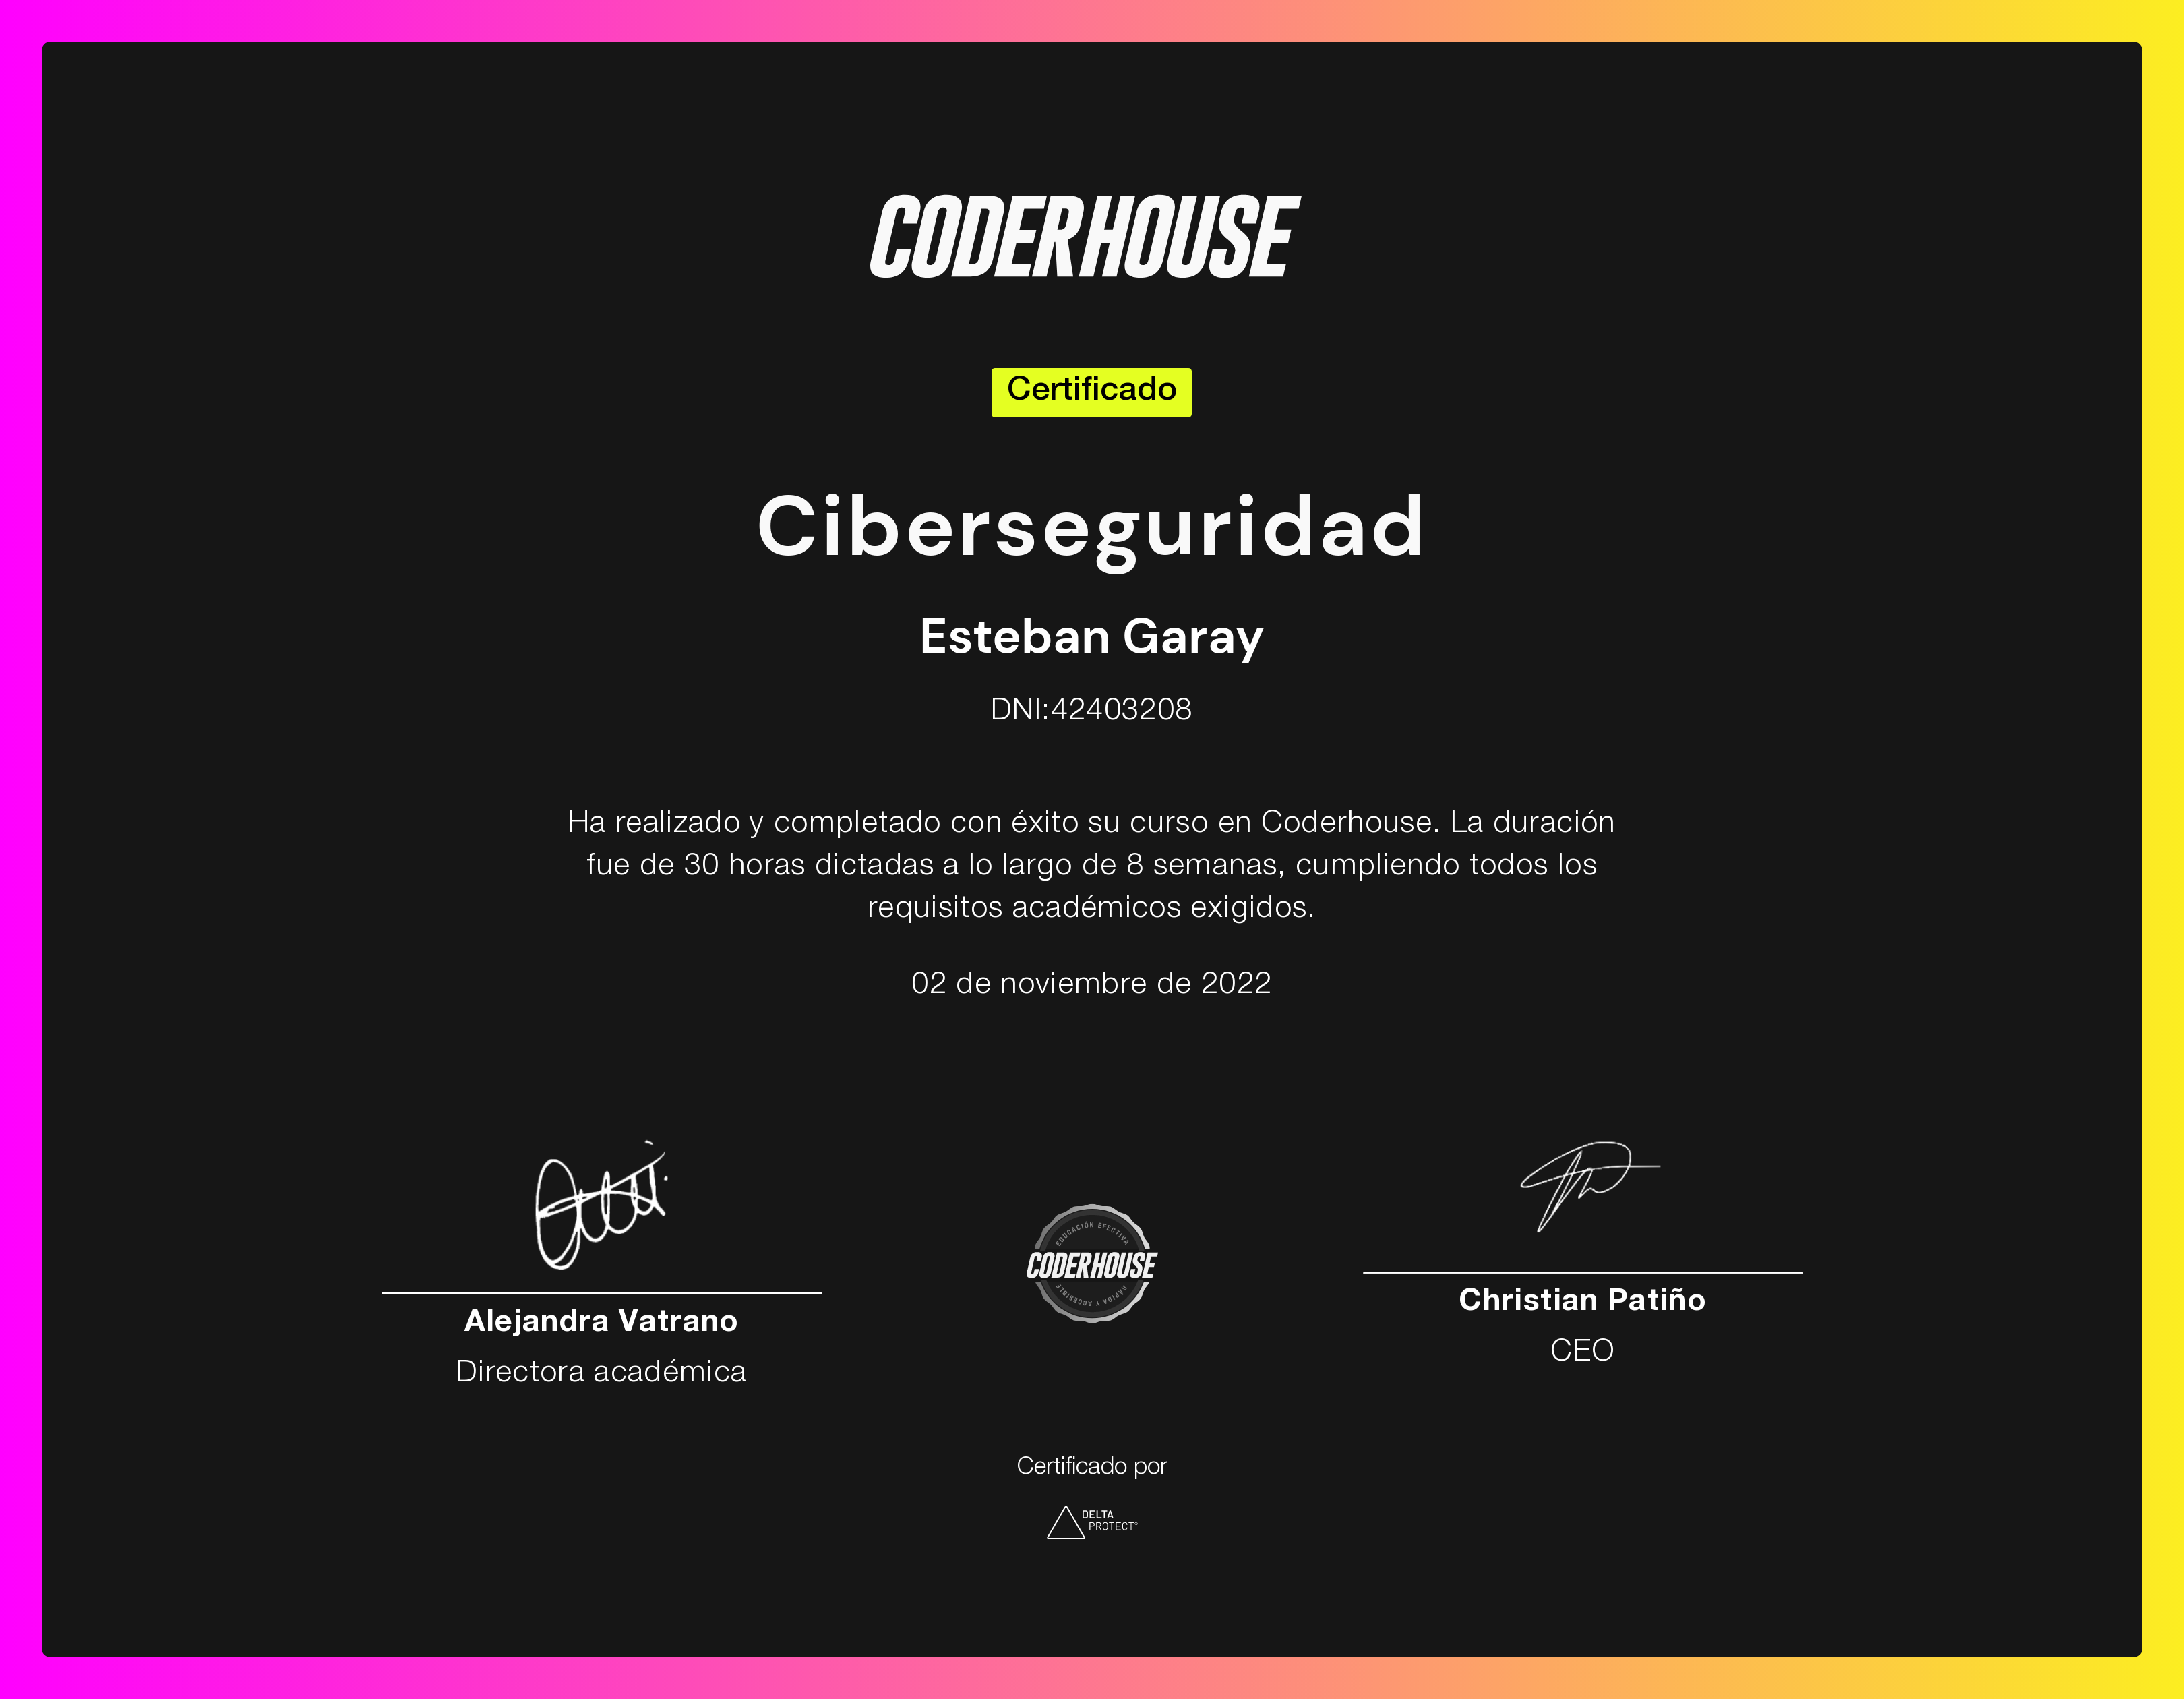 CODERHOUSE
Certificado
Ciberseguridad
Esteban Garay
DNI:42403208
Ha realizado y completado con éxito su curso en Coderhouse. La duración
fue de 30 horas dictadas a lo largo de 8 semanas, cumpliendo todos los
requisitos académicos exigidos.
02 de noviembre de 2022
Alejandra Vatrano
Directora académica
EDUCACIÓN EFECTIVA
CODERHOUSE
RÁPIDA Y ACCESIBLE
Christian Patiño
CEO
Certificado por
DELTA
PROTECT®